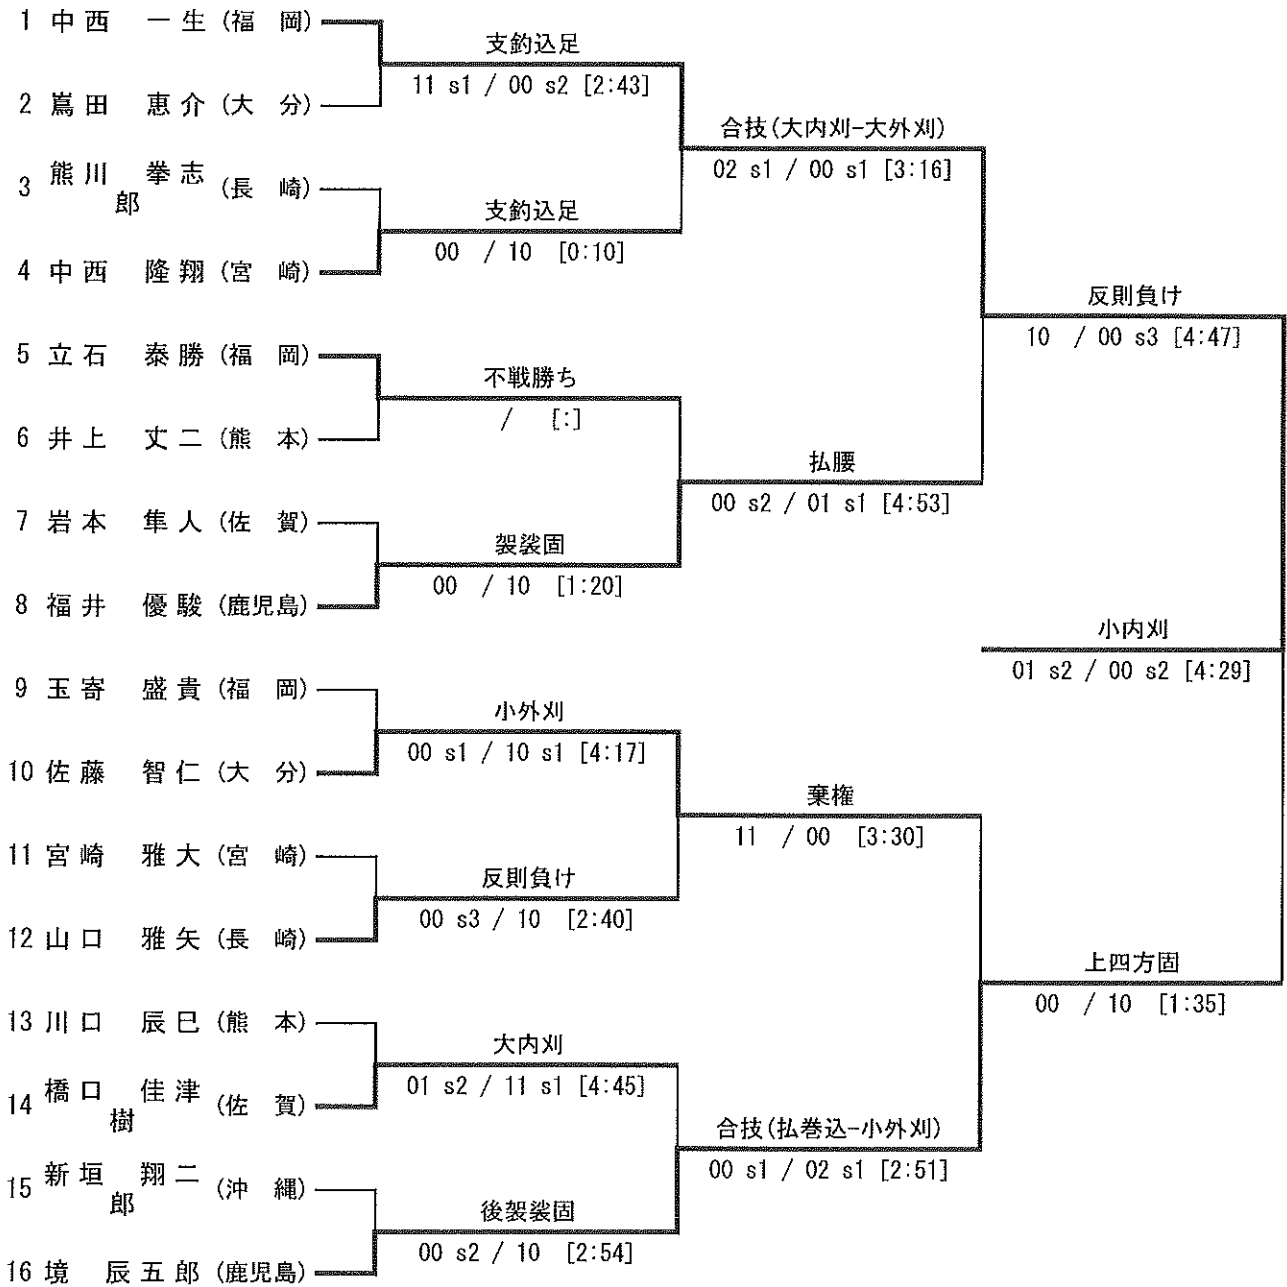 1 中西 一生 (福 岡)
支釣込足
11 s1 / 00 s2 [2:43]
2 嶌田 恵介 (大 分)
合技(大内刈-大外刈)
02 s1 / 00 s1 [3:16]
3 熊川 拳志郎 (長 崎)
支釣込足
00 / 10 [0:10]
4 中西 隆翔 (宮 崎)
反則負け
10 / 00 s3 [4:47]
5 立石 泰勝 (福 岡)
不戦勝ち
/ [:]
6 井上 丈二 (熊 本)
払腰
00 s2 / 01 s1 [4:53]
7 岩本 隼人 (佐 賀)
袈裟固
00 / 10 [1:20]
8 福井 優駿 (鹿児島)
小内刈
01 s2 / 00 s2 [4:29]
9 玉寄 盛貴 (福 岡)
小外刈
00 s1 / 10 s1 [4:17]
10 佐藤 智仁 (大 分)
棄権
11 / 00 [3:30]
11 宮崎 雅大 (宮 崎)
反則負け
00 s3 / 10 [2:40]
12 山口 雅矢 (長 崎)
上四方固
00 / 10 [1:35]
13 川口 辰巳 (熊 本)
大内刈
01 s2 / 11 s1 [4:45]
14 橋口 佳津樹 (佐 賀)
合技(払巻込-小外刈)
00 s1 / 02 s1 [2:51]
15 新垣 翔二郎 (沖 縄)
後袈裟固
00 s2 / 10 [2:54]
16 境 辰五郎 (鹿児島)